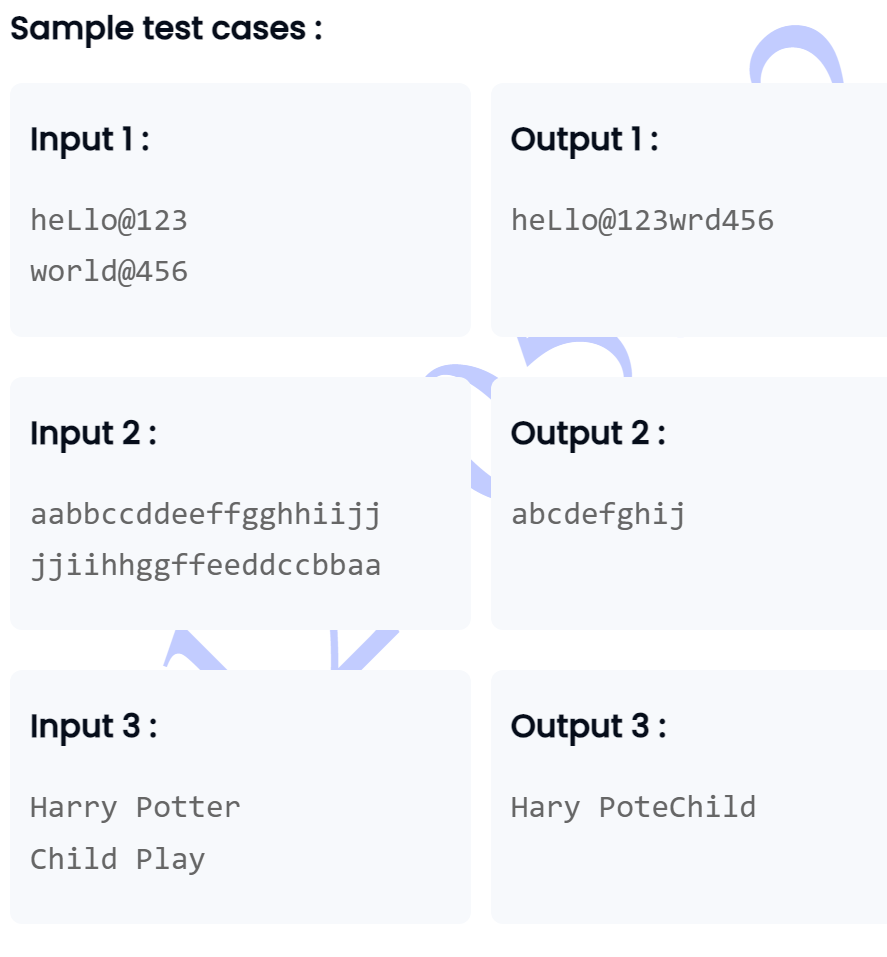 Sample test cases :
Input 1 :
heLlo@123
world@456
Output 1 :
heLlo@123wrd456
Input 2 :
aabbccddeeffgghhiijj
jjiihhggffeeddccbbaa
Output 2 :
abcdefghij
Input 3 :
Harry Potter
Child Play
Output 3 :
Hary PoteChild